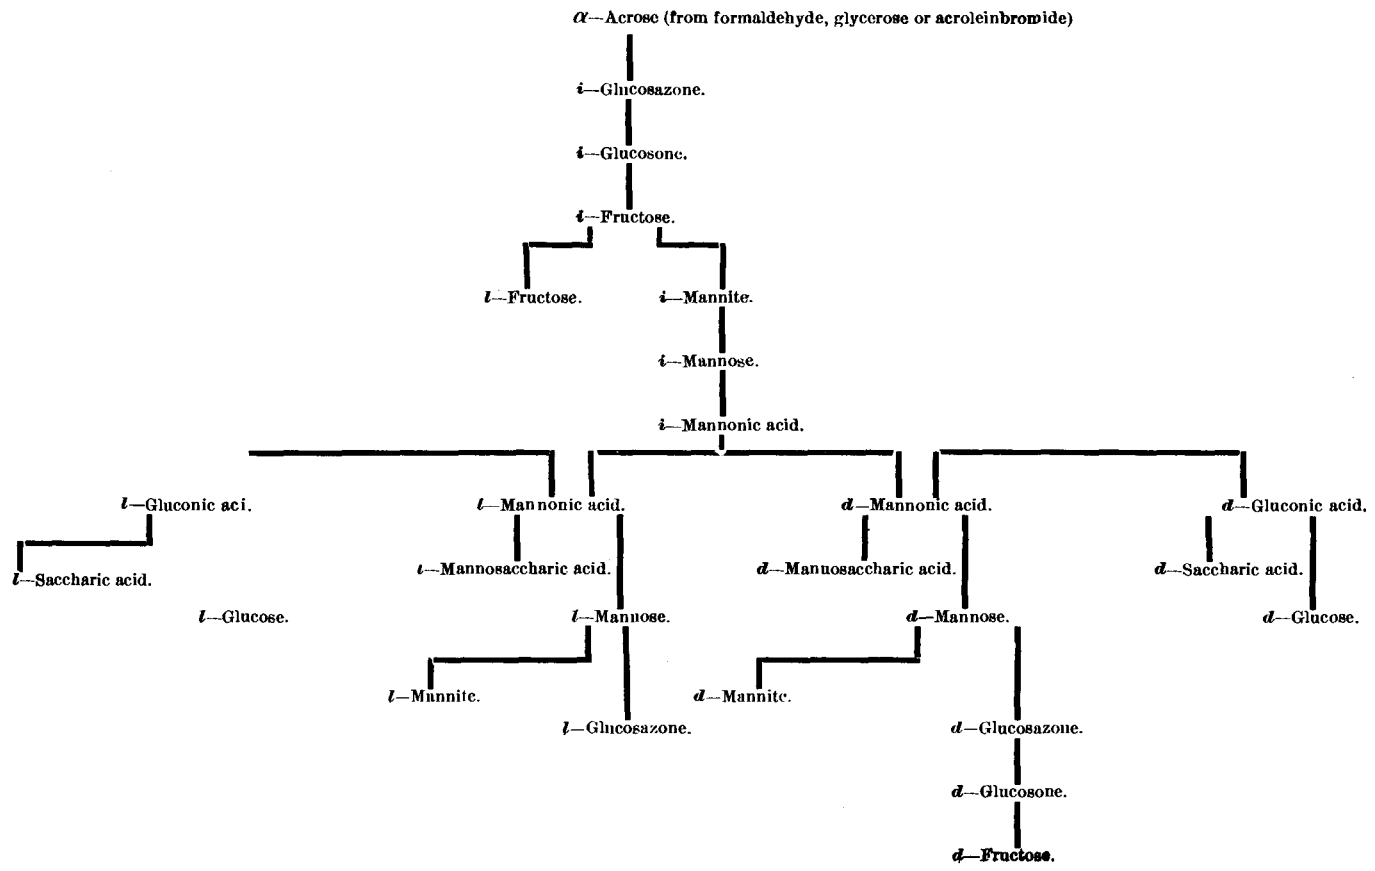 α—Acrose (from formaldehyde, glycerose or acroleinbromide)
i—Glucosazone.
i—Glucosone.
i—Fructose.
l—Fructose. i—Mannite.
i—Mannose.
i—Mannonic acid.
l—Gluconic aci. l—Mannonic acid. d—Mannonic acid. d—Gluconic acid.
l—Saccharic acid. l—Mannosaccharic acid. d—Mannosaccharic acid. d—Saccharic acid.
l—Glucose. l—Mannose. d—Mannose. d—Glucose.
l—Mannite. d—Mannite.
l—Glucosazone. d—Glucosazone.
d—Glucosone.
d—Fructose.